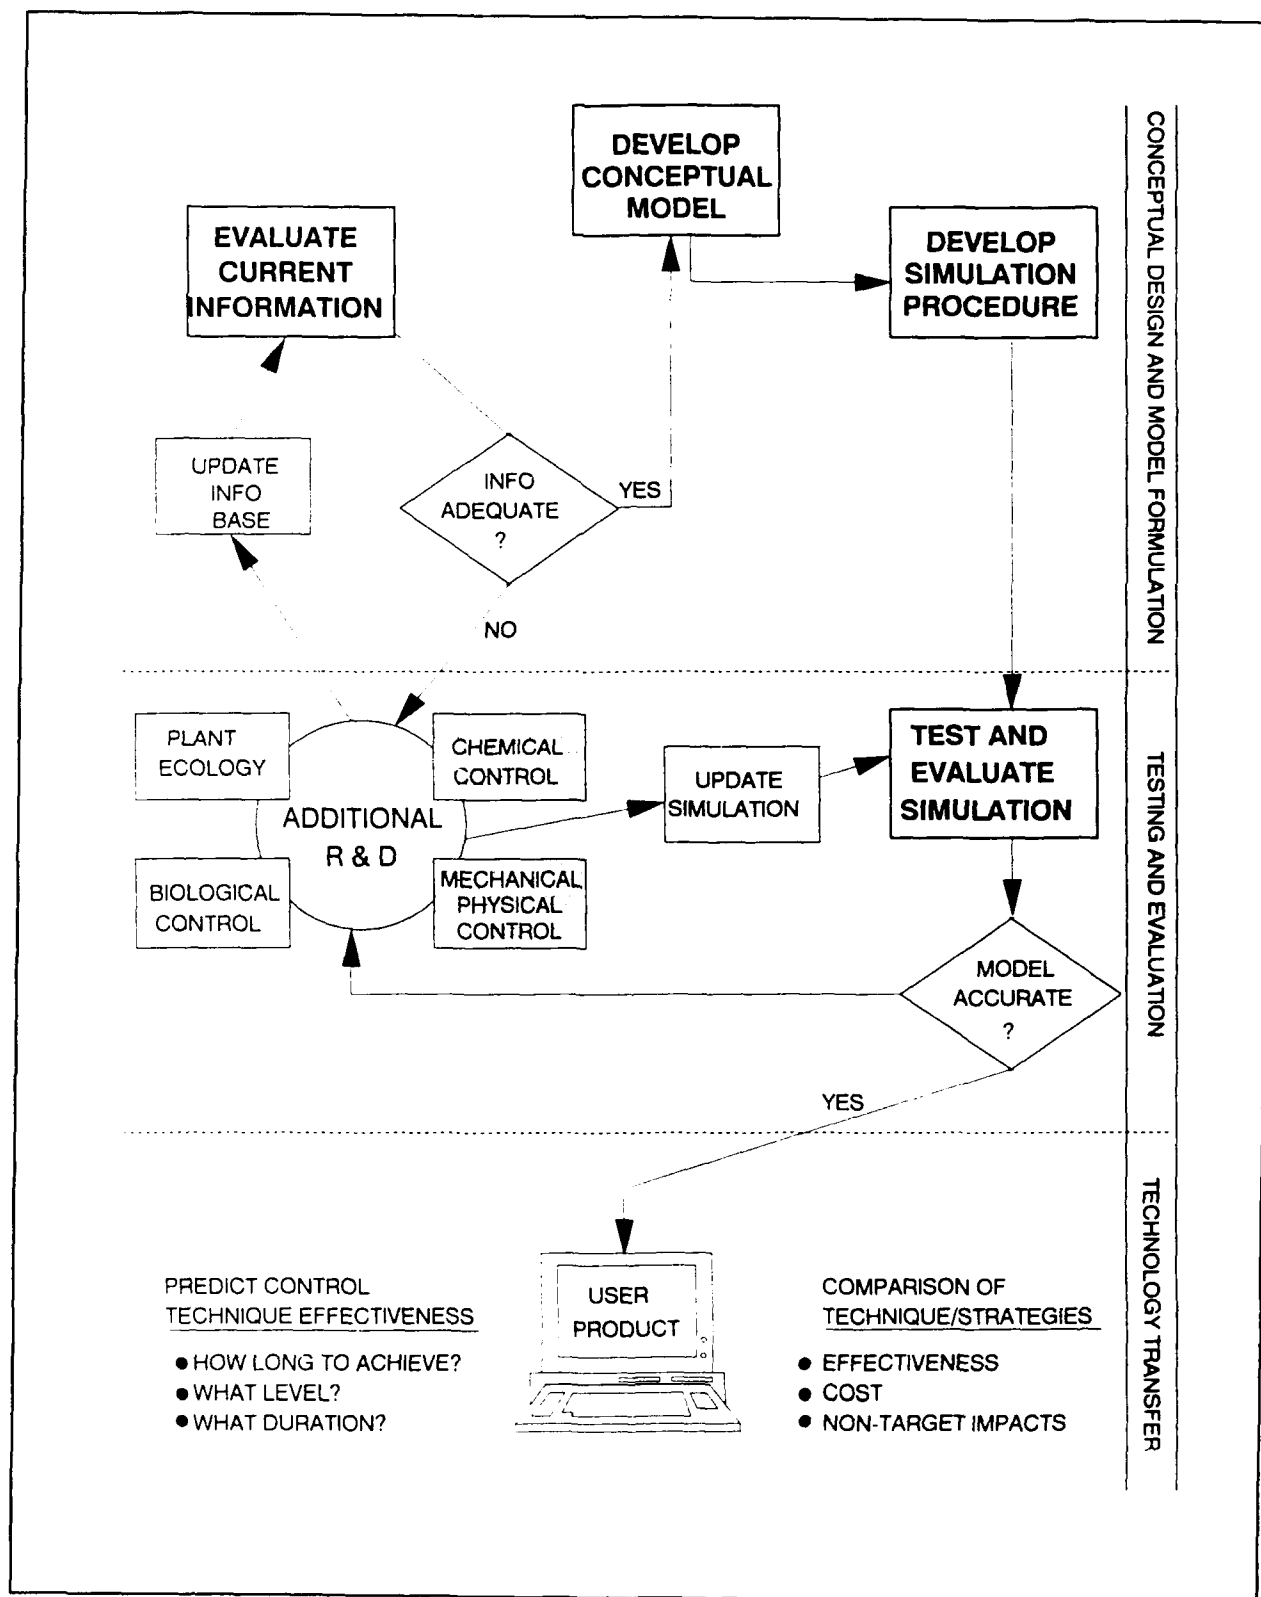 DEVELOP
CONCEPTUAL
MODEL
EVALUATE
CURRENT
INFORMATION
DEVELOP
SIMULATION
PROCEDURE
UPDATE
INFO
BASE
INFO
ADEQUATE
?
YES
NO
CONCEPTUAL DESIGN AND MODEL FORMULATION
PLANT
ECOLOGY
CHEMICAL
CONTROL
ADDITIONAL
R & D
BIOLOGICAL
CONTROL
MECHANICAL
PHYSICAL
CONTROL
UPDATE
SIMULATION
TEST AND
EVALUATE
SIMULATION
MODEL
ACCURATE
?
YES
TESTING AND EVALUATION
PREDICT CONTROL
TECHNIQUE EFFECTIVENESS
● HOW LONG TO ACHIEVE?
● WHAT LEVEL?
● WHAT DURATION?
USER
PRODUCT
COMPARISON OF
TECHNIQUE/STRATEGIES
● EFFECTIVENESS
● COST
● NON-TARGET IMPACTS
TECHNOLOGY TRANSFER